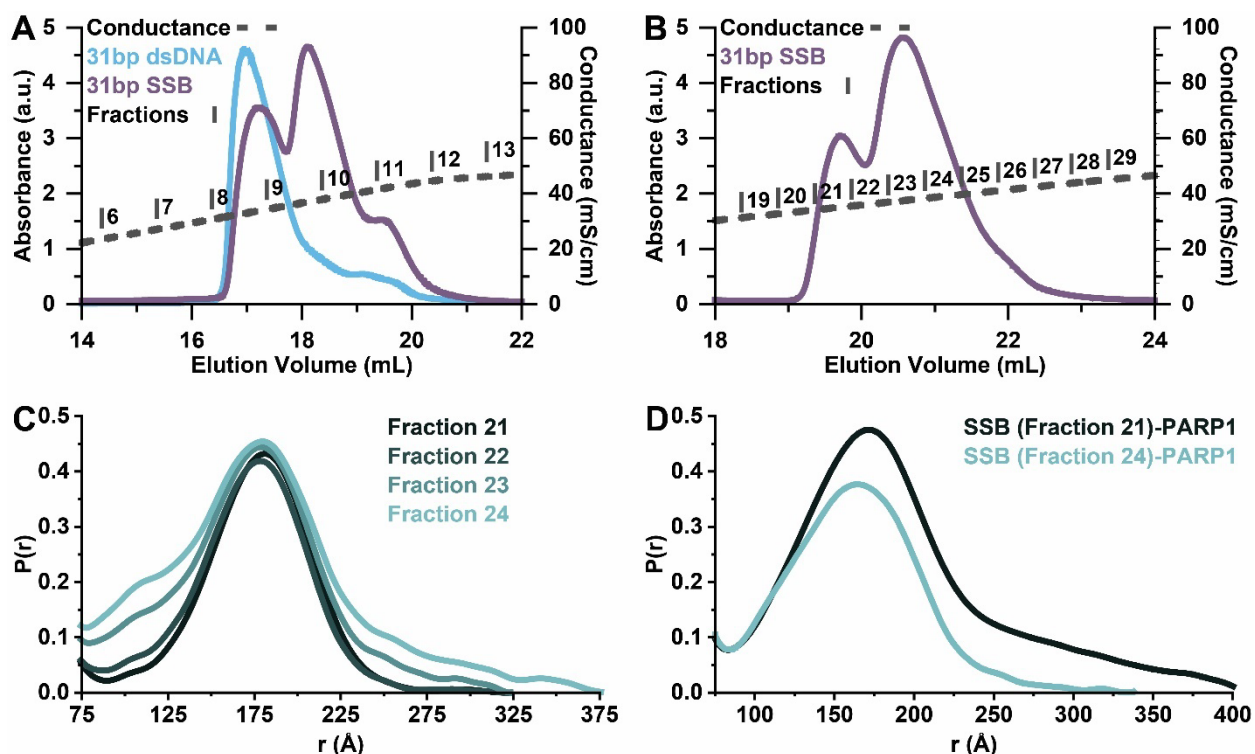 A
Conductance
31bp dsDNA
31bp SSB
Fractions
Absorbance (a.u.)
5
4
3
2
1
0
100
80
60
40
20
0
Conductance (mS/cm)
6
7
8
9
10
11
12
13
14
16
18
20
22
Elution Volume (mL)
B
Conductance
31bp SSB
Fractions
Absorbance (a.u.)
5
4
3
2
1
0
100
80
60
40
20
0
Conductance (mS/cm)
19
20
21
22
23
24
25
26
27
28
29
18
20
22
24
Elution Volume (mL)
C
Fraction 21
Fraction 22
Fraction 23
Fraction 24
P(r)
0.5
0.4
0.3
0.2
0.1
0.0
75
125
175
225
275
325
375
r (Å)
D
SSB (Fraction 21)-PARP1
SSB (Fraction 24)-PARP1
P(r)
0.5
0.4
0.3
0.2
0.1
0.0
100
150
200
250
300
350
400
r (Å)